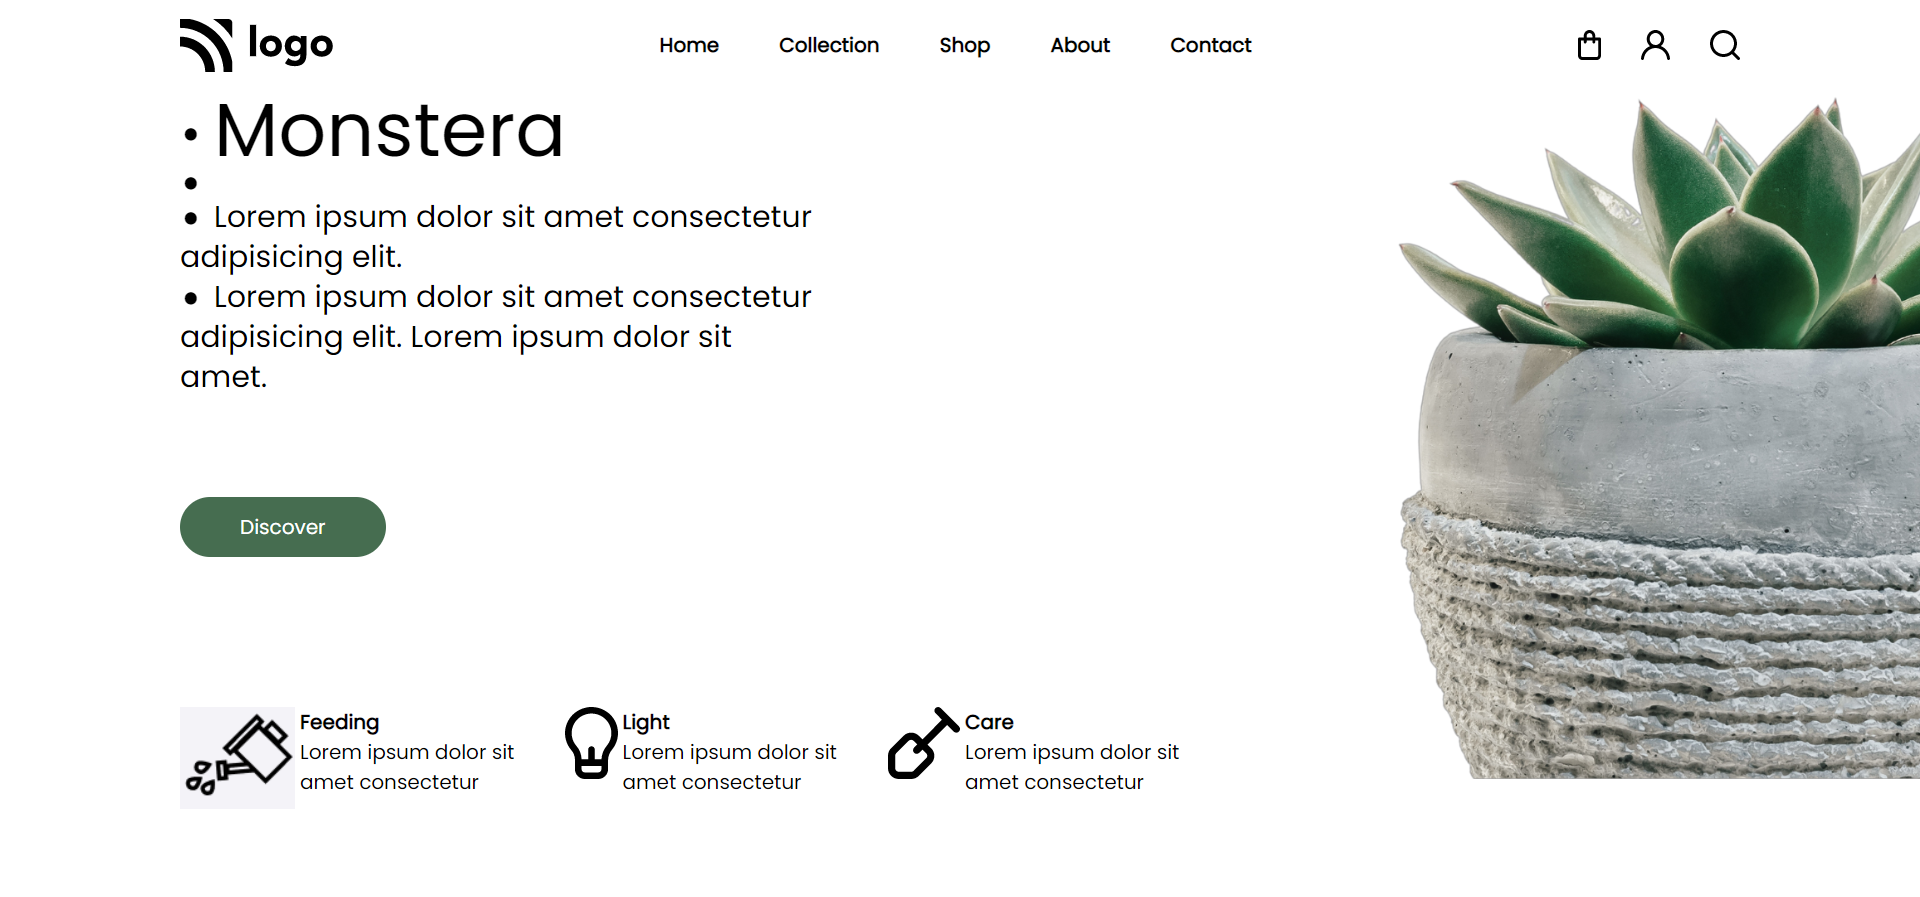 logo
Home Collection Shop About Contact
• Monstera
•
• Lorem ipsum dolor sit amet consectetur
adipisicing elit.
• Lorem ipsum dolor sit amet consectetur
adipisicing elit. Lorem ipsum dolor sit
amet.
Discover
Feeding
Lorem ipsum dolor sit
amet consectetur
Light
Lorem ipsum dolor sit
amet consectetur
Care
Lorem ipsum dolor sit
amet consectetur